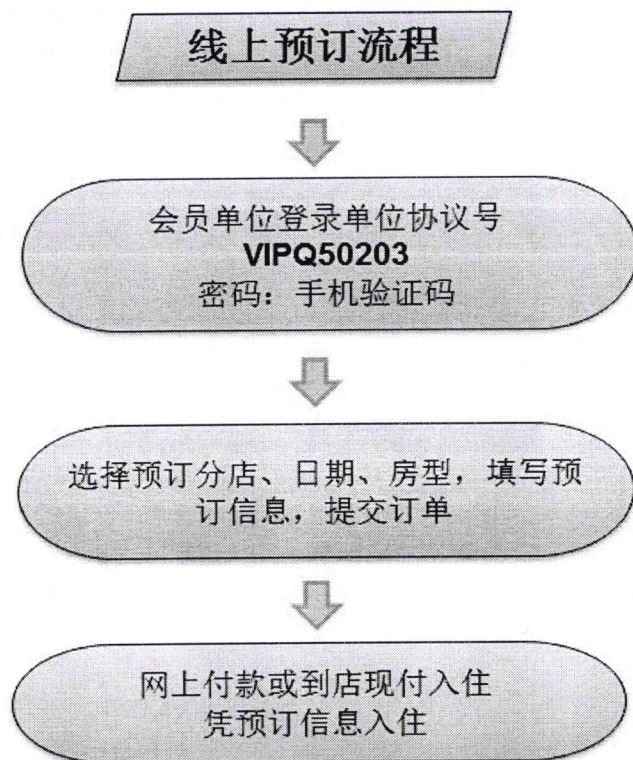 线上预订流程
会员单位登录单位协议号
VIPQ50203
密码：手机验证码
选择预订分店、日期、房型，填写预
订信息，提交订单
网上付款或到店现付入住
凭预订信息入住